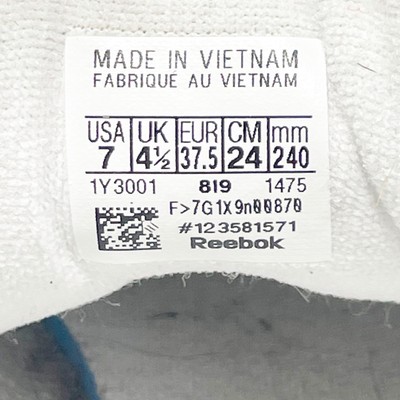 MADE IN VIETNAM
FABRIQUÉ AU VIETNAM
USA UK EUR CM mm
7 4½ 37.5 24 240
1Y3001 819 1475
F>7G1X9n00870
#123581571
Reebok